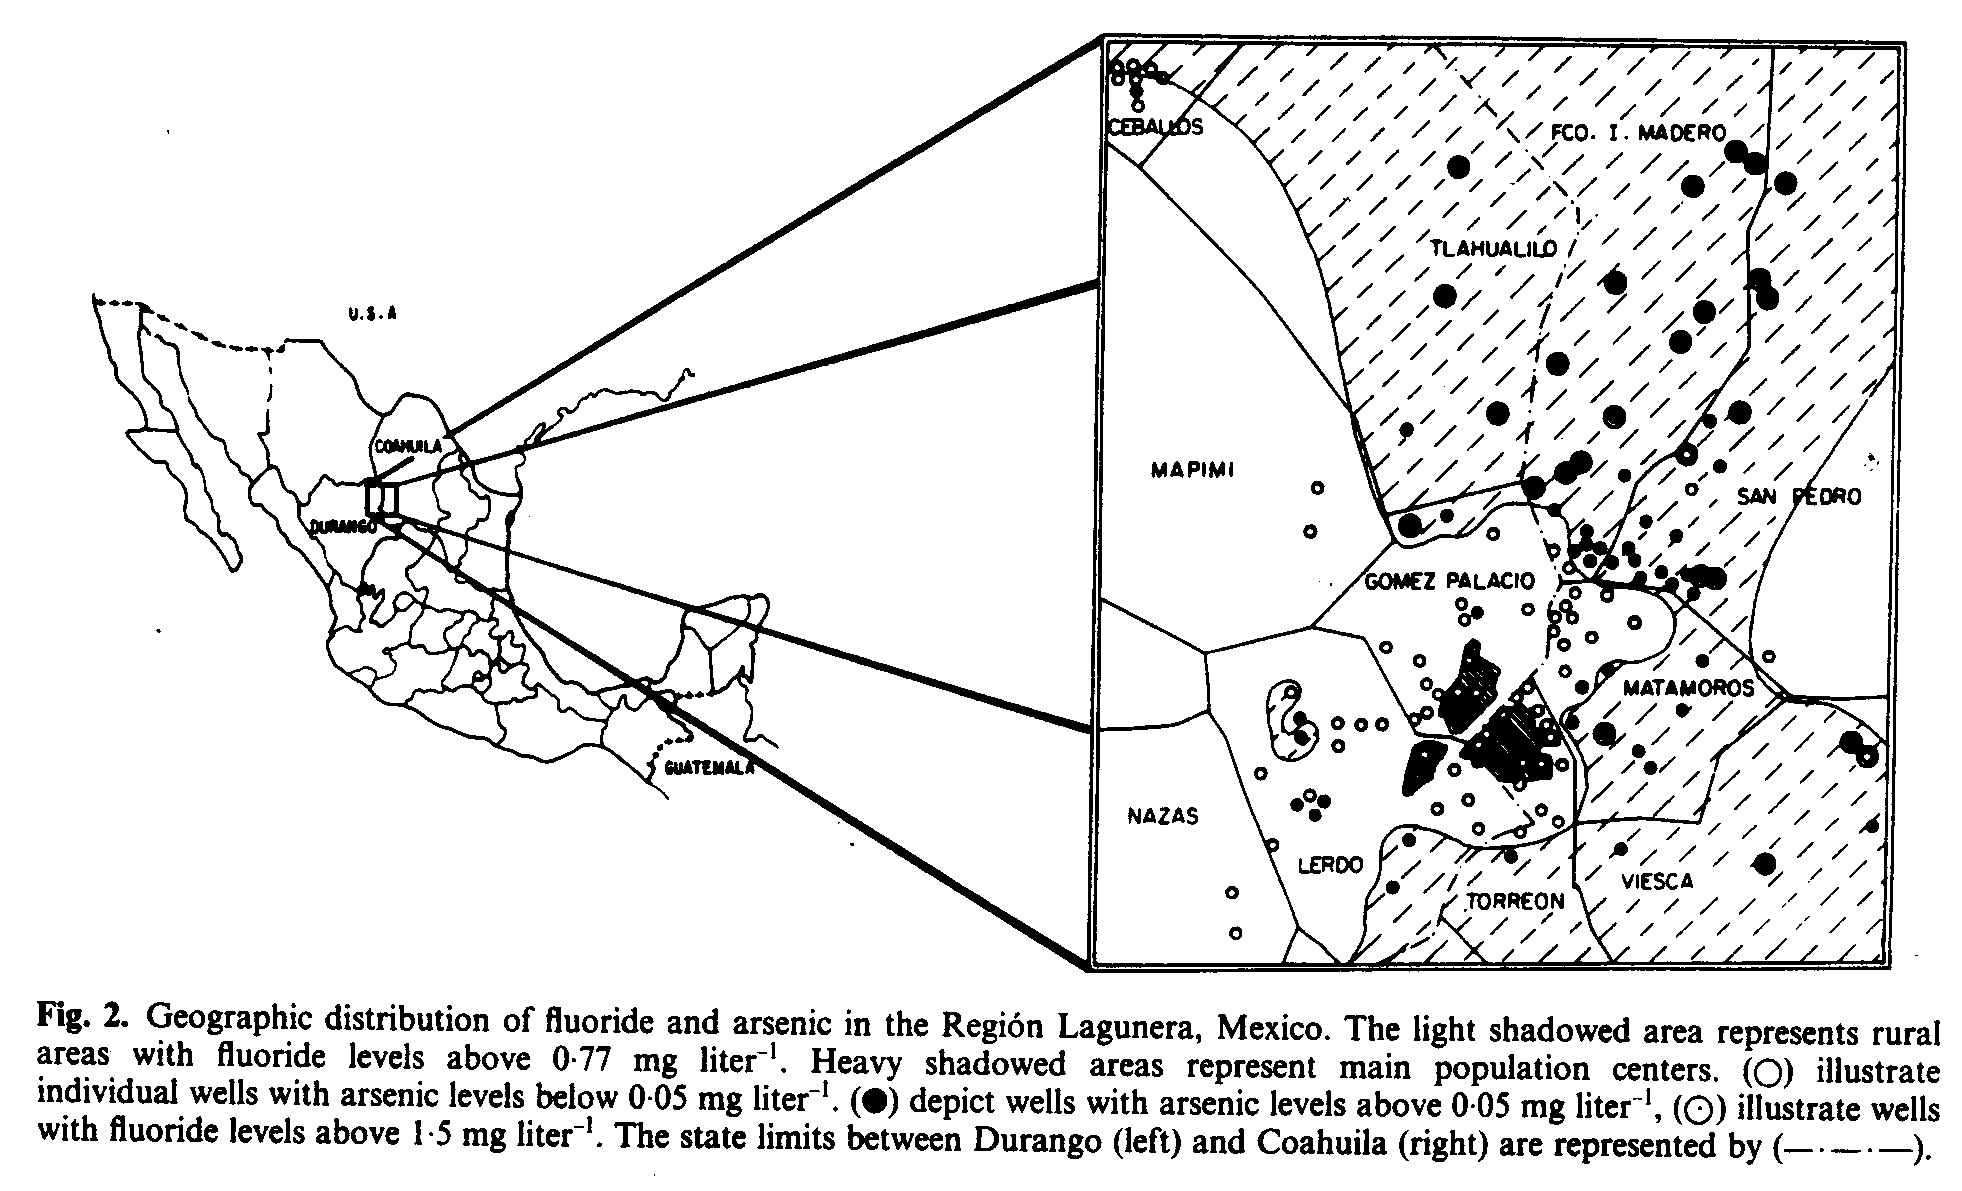 U.S.A
COAHUILA
DURANGO
GUATEMALA
CEBALLOS
FCO. I. MADERO
TLAHUALILO
MAPIMI
SAN PEDRO
GOMEZ PALACIO
MATAMOROS
NAZAS
LERDO
VIESCA
TORREON
Fig. 2. Geographic distribution of fluoride and arsenic in the Región Lagunera, Mexico. The light shadowed area represents rural
areas with fluoride levels above 0·77 mg liter⁻¹. Heavy shadowed areas represent main population centers. (○) illustrate
individual wells with arsenic levels below 0·05 mg liter⁻¹. (●) depict wells with arsenic levels above 0·05 mg liter⁻¹, (⊙) illustrate wells
with fluoride levels above 1·5 mg liter⁻¹. The state limits between Durango (left) and Coahuila (right) are represented by (—·—·—).